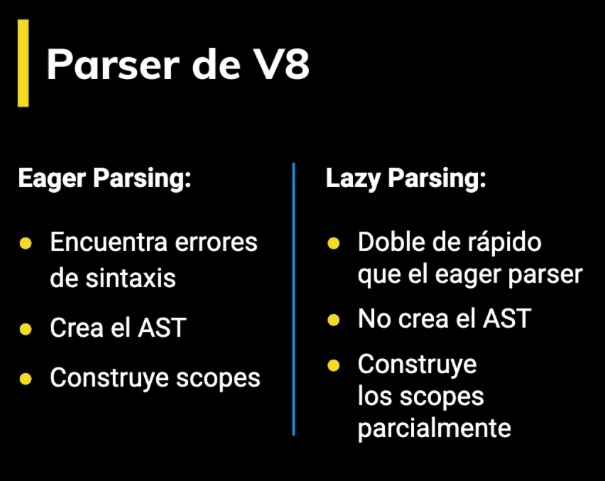 Parser de V8
Eager Parsing:
● Encuentra errores
de sintaxis
● Crea el AST
● Construye scopes
Lazy Parsing:
● Doble de rápido
que el eager parser
● No crea el AST
● Construye
los scopes
parcialmente